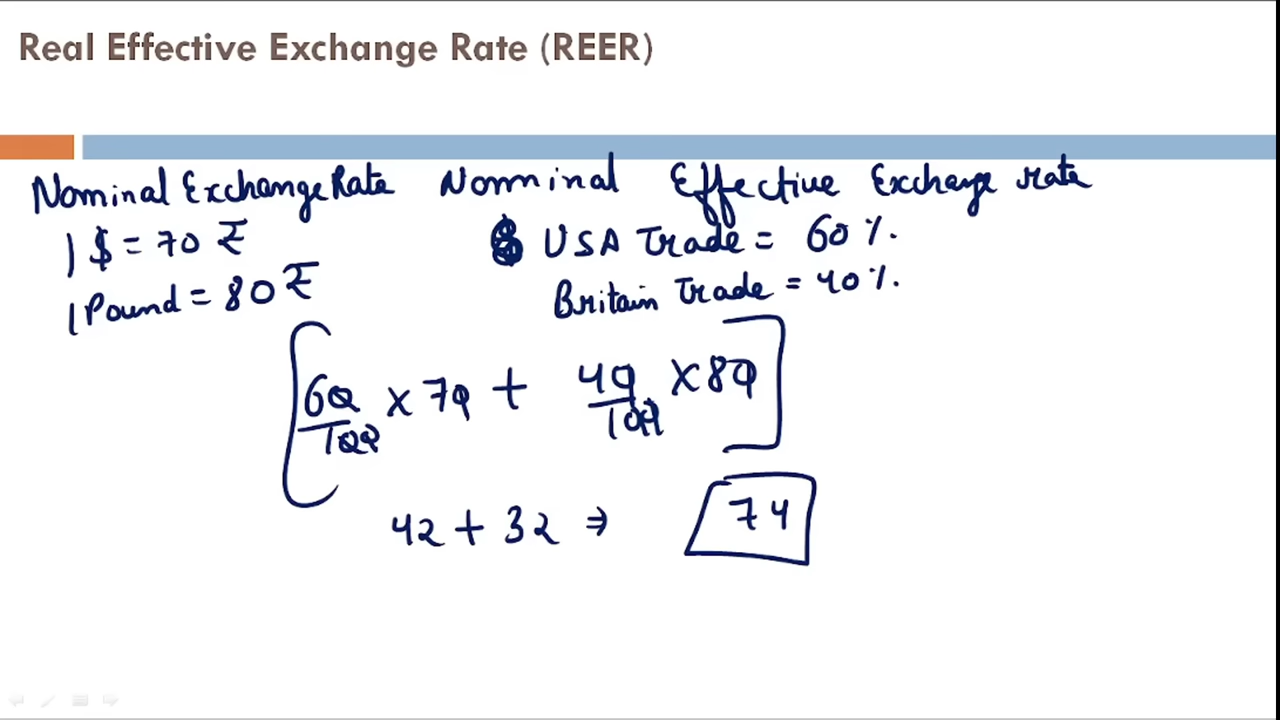 Real Effective Exchange Rate (REER)
Nominal Exchange Rate
1 $ = 70 ₹
1 Pound = 80 ₹
Nominal Effective Exchange rate
USA Trade = 60 %.
Britain Trade = 40 %.
[ 60/100 x 70 + 40/100 x 80 ]
42 + 32 ⇒ 74